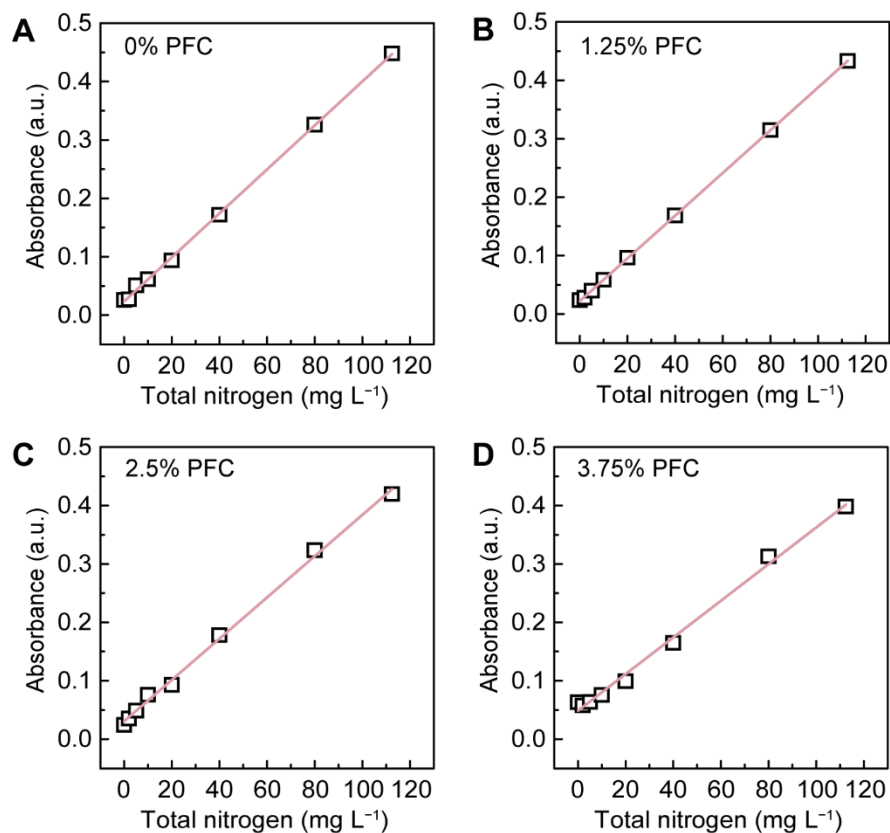 A
0% PFC
0.5
0.4
0.3
0.2
0.1
0.0
Absorbance (a.u.)
0 20 40 60 80 100 120
Total nitrogen (mg L⁻¹)
B
1.25% PFC
0.5
0.4
0.3
0.2
0.1
0.0
Absorbance (a.u.)
0 20 40 60 80 100 120
Total nitrogen (mg L⁻¹)
C
2.5% PFC
0.5
0.4
0.3
0.2
0.1
0.0
Absorbance (a.u.)
0 20 40 60 80 100 120
Total nitrogen (mg L⁻¹)
D
3.75% PFC
0.5
0.4
0.3
0.2
0.1
0.0
Absorbance (a.u.)
0 20 40 60 80 100 120
Total nitrogen (mg L⁻¹)